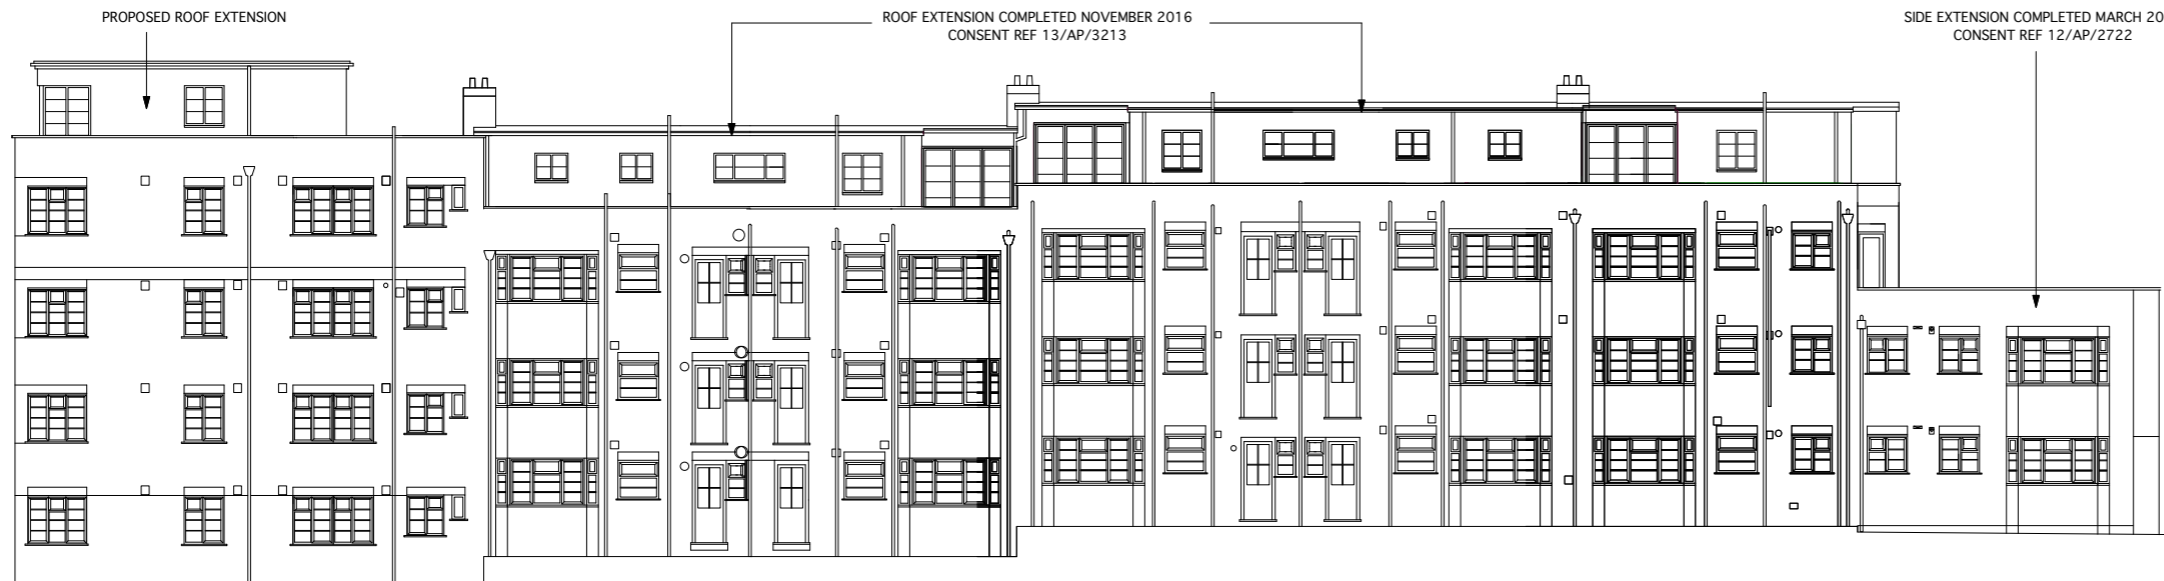 PROPOSED ROOF EXTENSION
ROOF EXTENSION COMPLETED NOVEMBER 2016
CONSENT REF 13/AP/3213
SIDE EXTENSION COMPLETED MARCH 20
CONSENT REF 12/AP/2722